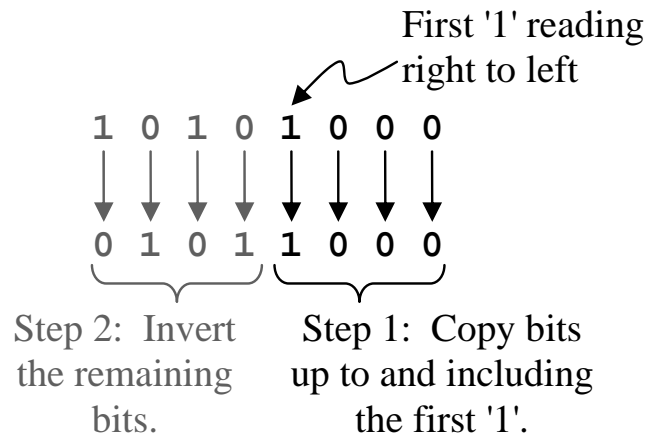 First '1' reading
right to left
1 0 1 0 1 0 0 0
0 1 0 1 1 0 0 0
Step 2: Invert
the remaining
bits.
Step 1: Copy bits
up to and including
the first '1'.